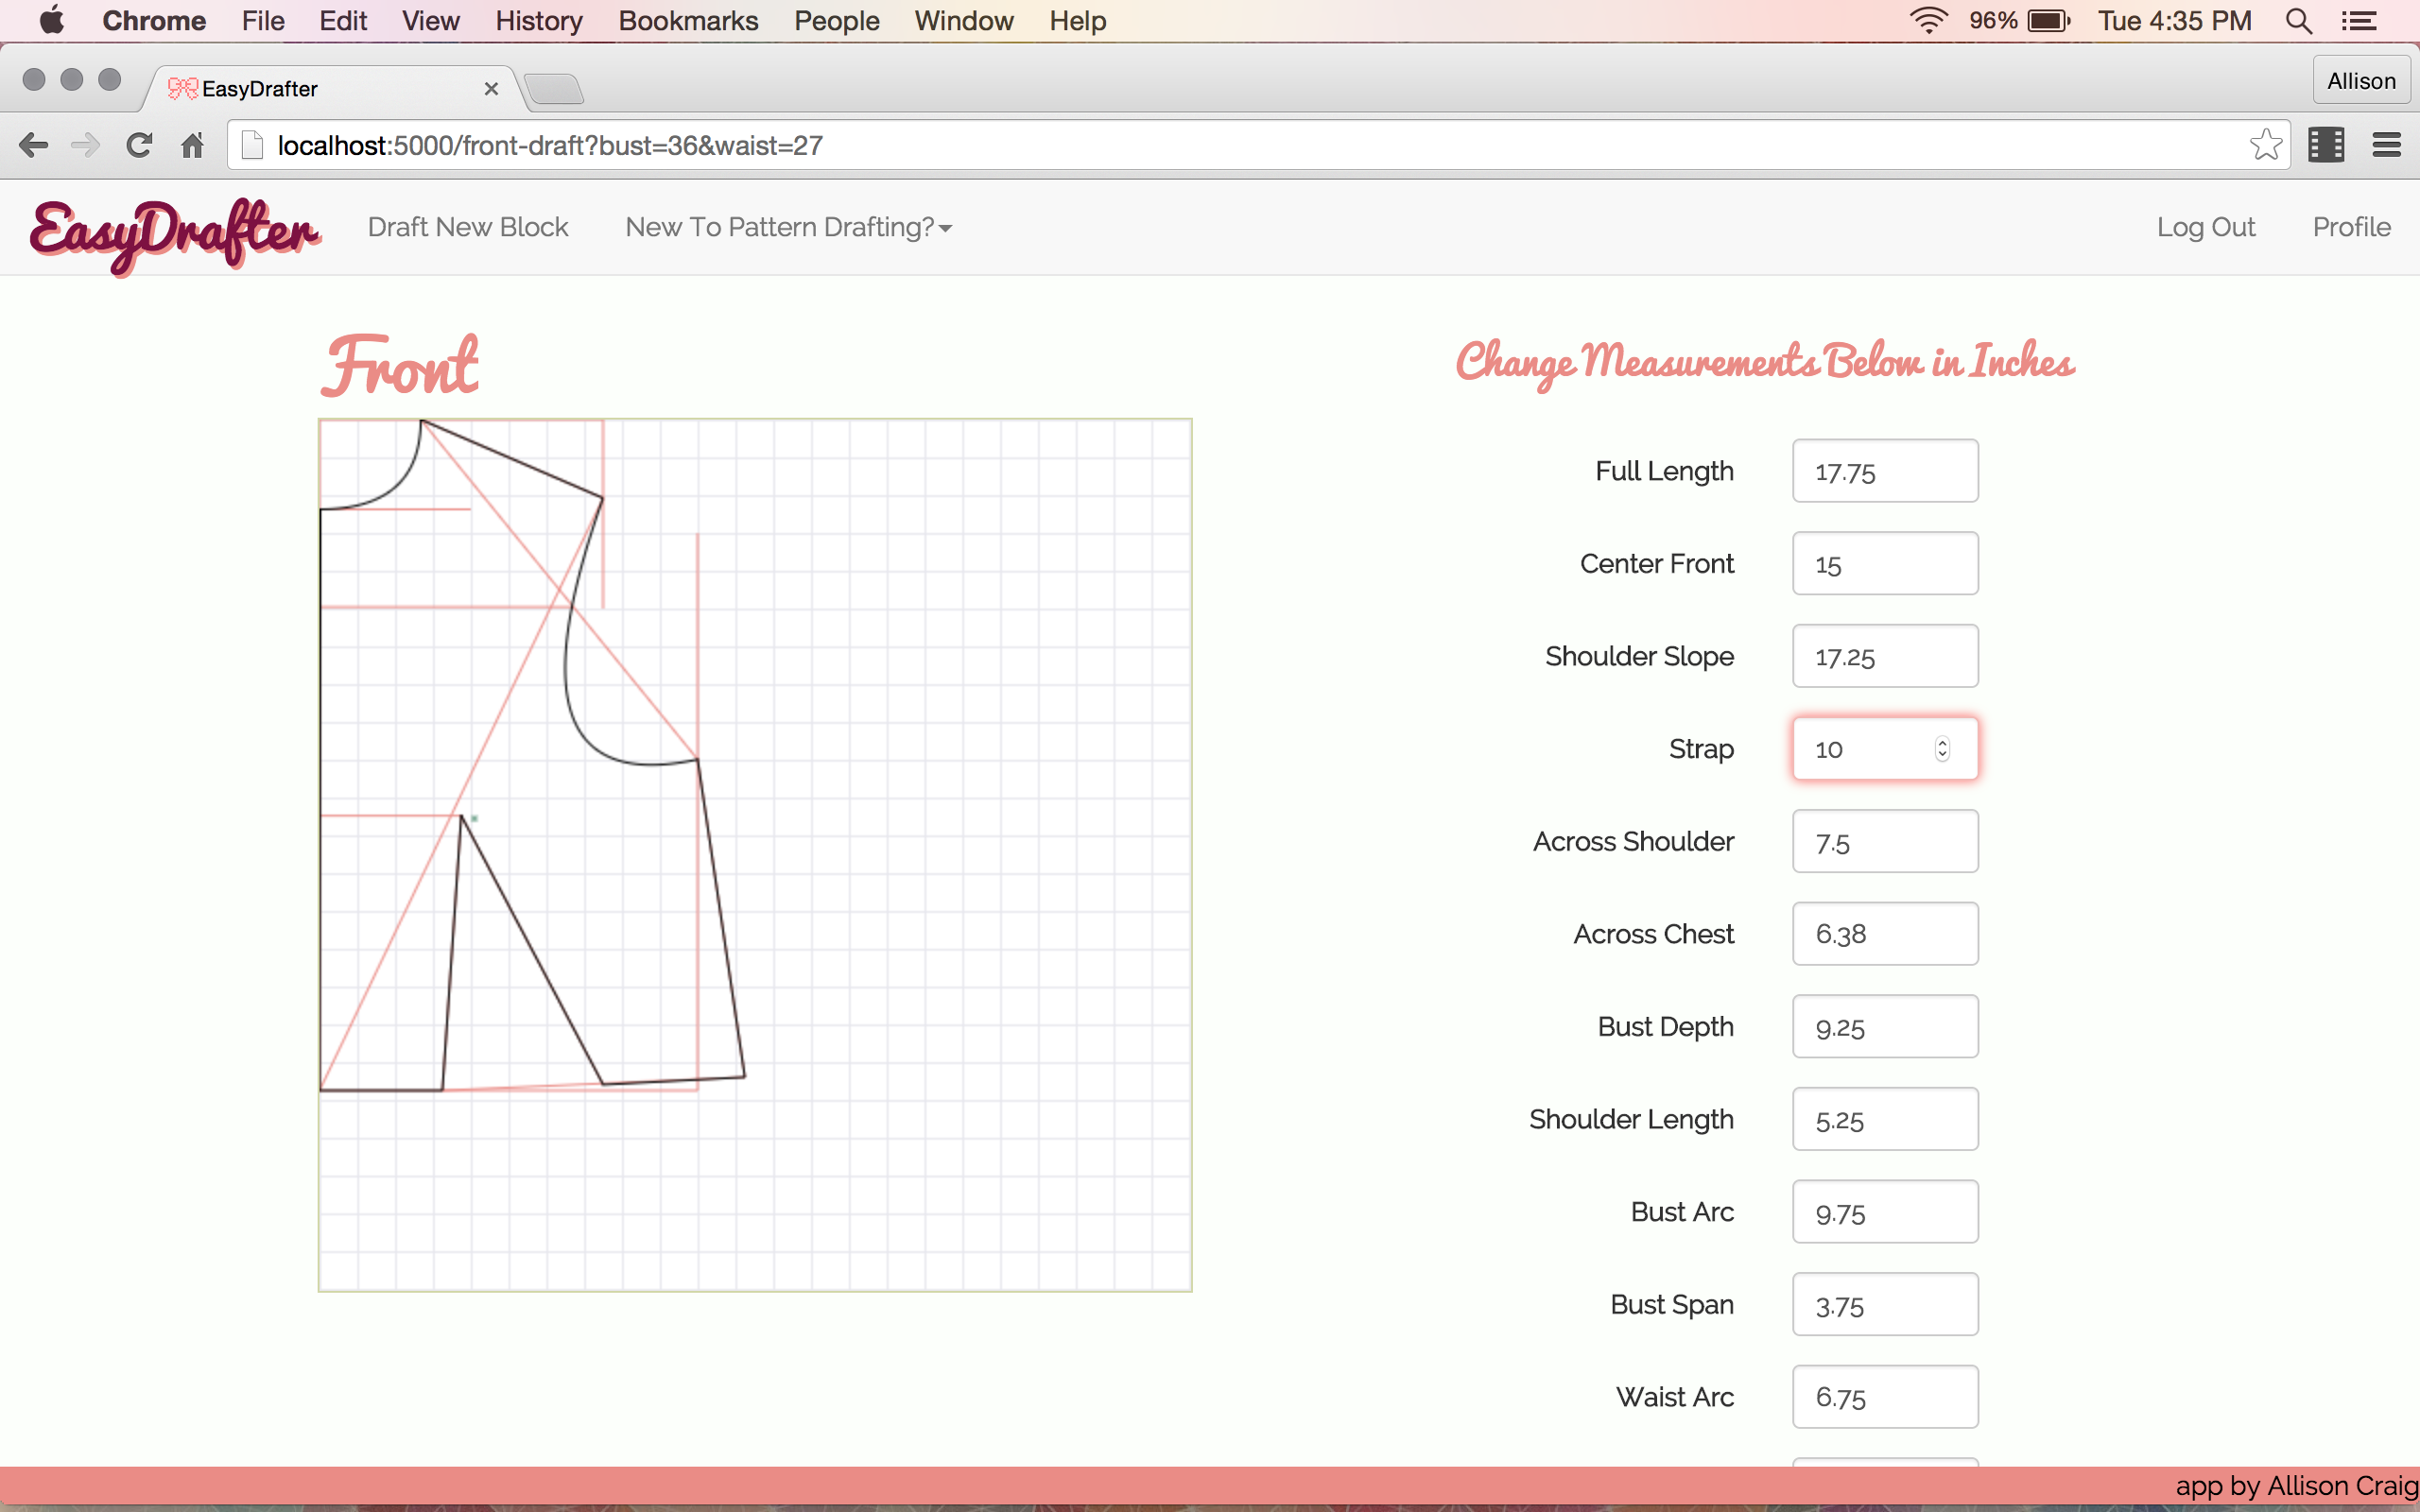 Chrome File Edit View History Bookmarks People Window Help 96% Tue 4:35 PM
EasyDrafter Allison
localhost:5000/front-draft?bust=36&waist=27
EasyDrafter Draft New Block New To Pattern Drafting? Log Out Profile
Front
Change Measurements Below in Inches
Full Length 17.75
Center Front 15
Shoulder Slope 17.25
Strap 10
Across Shoulder 7.5
Across Chest 6.38
Bust Depth 9.25
Shoulder Length 5.25
Bust Arc 9.75
Bust Span 3.75
Waist Arc 6.75
app by Allison Craig